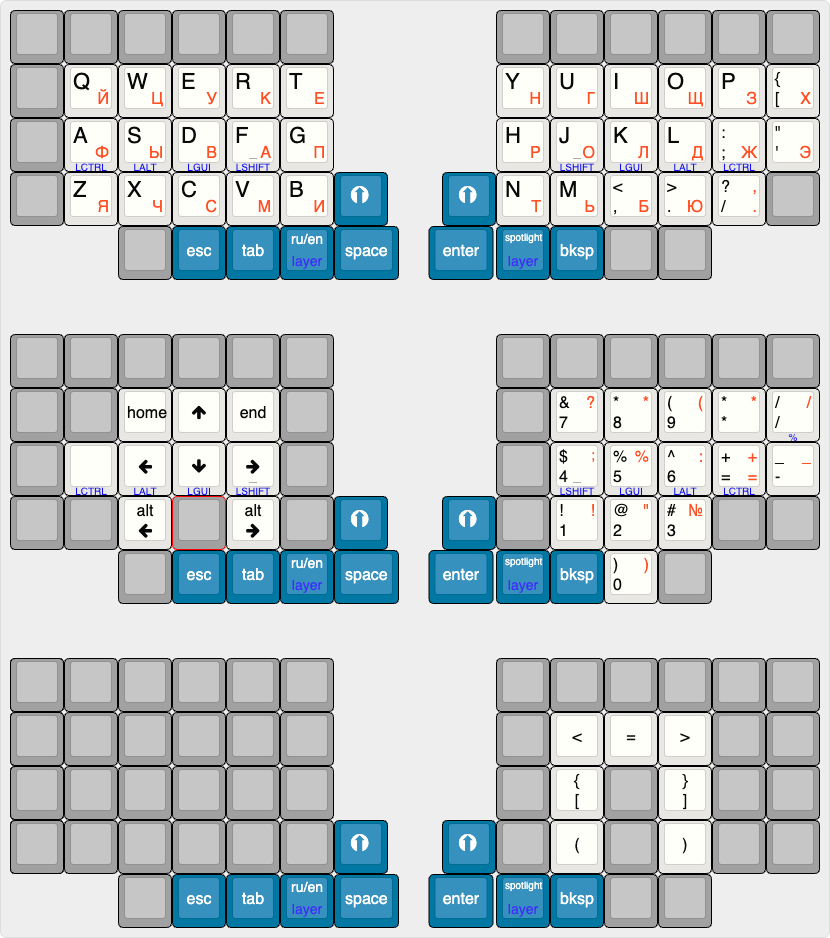 Q Й W Ц E У R К T Е Y Н U Г I Ш O Щ P З { [ Х
A Ф S Ы D В F _ А G П H Р J _ О K Л L Д : ; Ж " ' Э
LCTRL LALT LGUI LSHIFT LSHIFT LGUI LALT LCTRL
Z Я X Ч C С V М B И N Т M Ь < , Б > . Ю ? / , .
esc tab ru/en layer space enter spotlight layer bksp
home ↑ end & 7 ? * 8 * ( 9 ( * * * / / / %
← ↓ → _ $ 4 _ ; % 5 % ^ 6 : + = + = _ - _
LCTRL LALT LGUI LSHIFT LSHIFT LGUI LALT LCTRL
alt ← alt → ! 1 ! @ 2 " # 3 №
esc tab ru/en layer space enter spotlight layer bksp ) 0 )
< = >
{ [ } ]
( )
esc tab ru/en layer space enter spotlight layer bksp